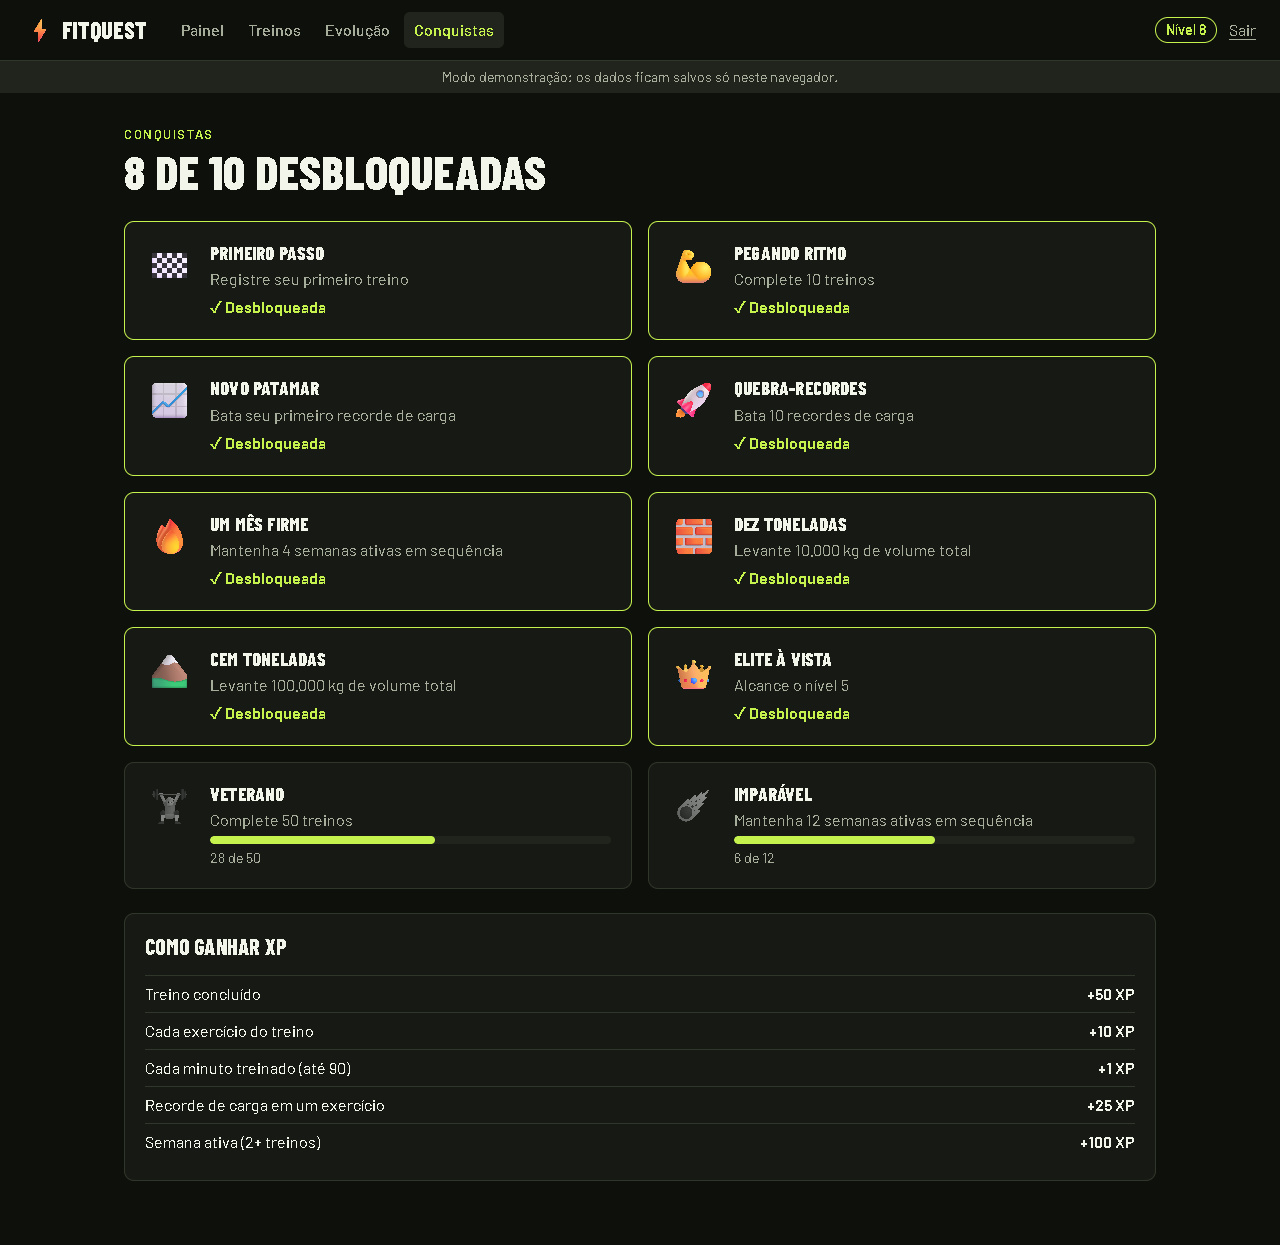 FITQUEST
Painel
Treinos
Evolução
Conquistas
Nível 8
Sair
Modo demonstração: os dados ficam salvos só neste navegador.
CONQUISTAS
8 DE 10 DESBLOQUEADAS
PRIMEIRO PASSO
Registre seu primeiro treino
✓ Desbloqueada
PEGANDO RITMO
Complete 10 treinos
✓ Desbloqueada
NOVO PATAMAR
Bata seu primeiro recorde de carga
✓ Desbloqueada
QUEBRA-RECORDES
Bata 10 recordes de carga
✓ Desbloqueada
UM MÊS FIRME
Mantenha 4 semanas ativas em sequência
✓ Desbloqueada
DEZ TONELADAS
Levante 10.000 kg de volume total
✓ Desbloqueada
CEM TONELADAS
Levante 100.000 kg de volume total
✓ Desbloqueada
ELITE À VISTA
Alcance o nível 5
✓ Desbloqueada
VETERANO
Complete 50 treinos
28 de 50
IMPARÁVEL
Mantenha 12 semanas ativas em sequência
6 de 12
COMO GANHAR XP
Treino concluído +50 XP
Cada exercício do treino +10 XP
Cada minuto treinado (até 90) +1 XP
Recorde de carga em um exercício +25 XP
Semana ativa (2+ treinos) +100 XP